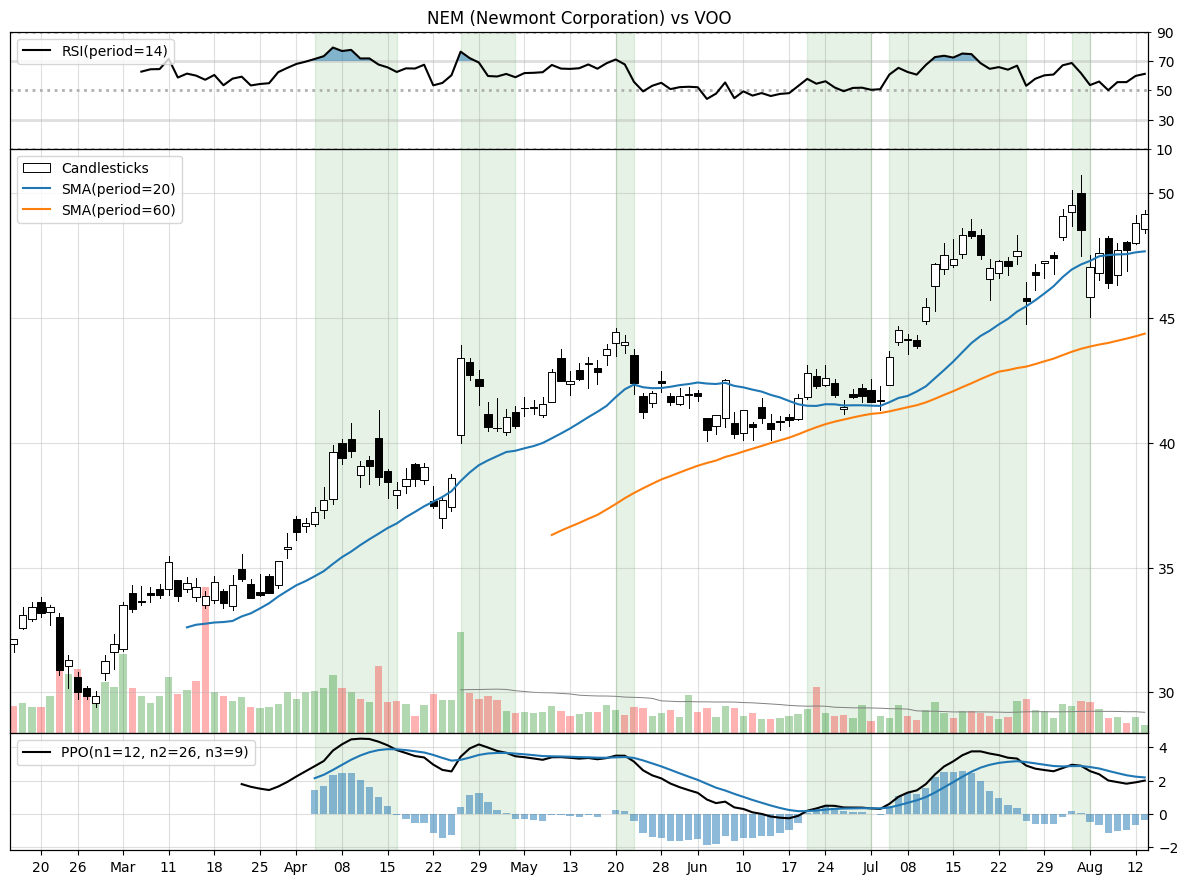 NEM (Newmont Corporation) vs VOO
RSI(period=14)
90
70
50
30
10
Candlesticks
SMA(period=20)
SMA(period=60)
50
45
40
35
30
PPO(n1=12, n2=26, n3=9)
4
2
0
−2
20 26 Mar 11 18 25 Apr 08 15 22 29 May 13 20 28 Jun 10 17 24 Jul 08 15 22 29 Aug 12